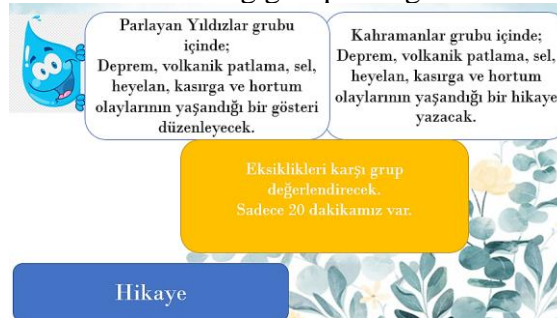 Parlayan Yıldızlar grubu
içinde;
Deprem, volkanik patlama, sel,
heyelan, kasırga ve hortum
olaylarının yaşandığı bir gösteri
düzenleyecek.
Kahramanlar grubu içinde;
Deprem, volkanik patlama, sel,
heyelan, kasırga ve hortum
olaylarının yaşandığı bir hikaye
yazacak.
Eksiklikleri karşı grup
değerlendirecek.
Sadece 20 dakikamız var.
Hikaye